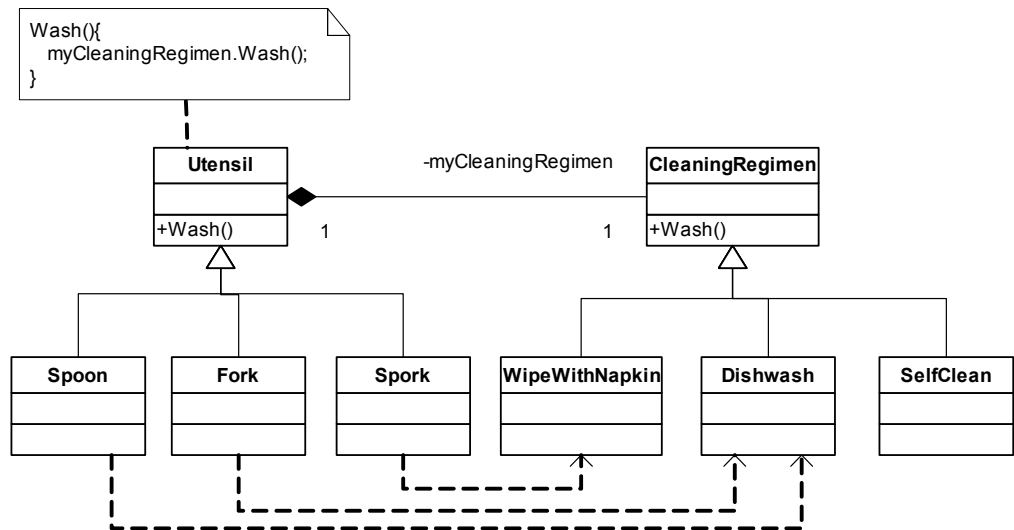 Wash(){
myCleaningRegimen.Wash();
}
Utensil
-myCleaningRegimen
CleaningRegimen
+Wash()
1
1
+Wash()
Spoon
Fork
Spork
WipeWithNapkin
Dishwash
SelfClean